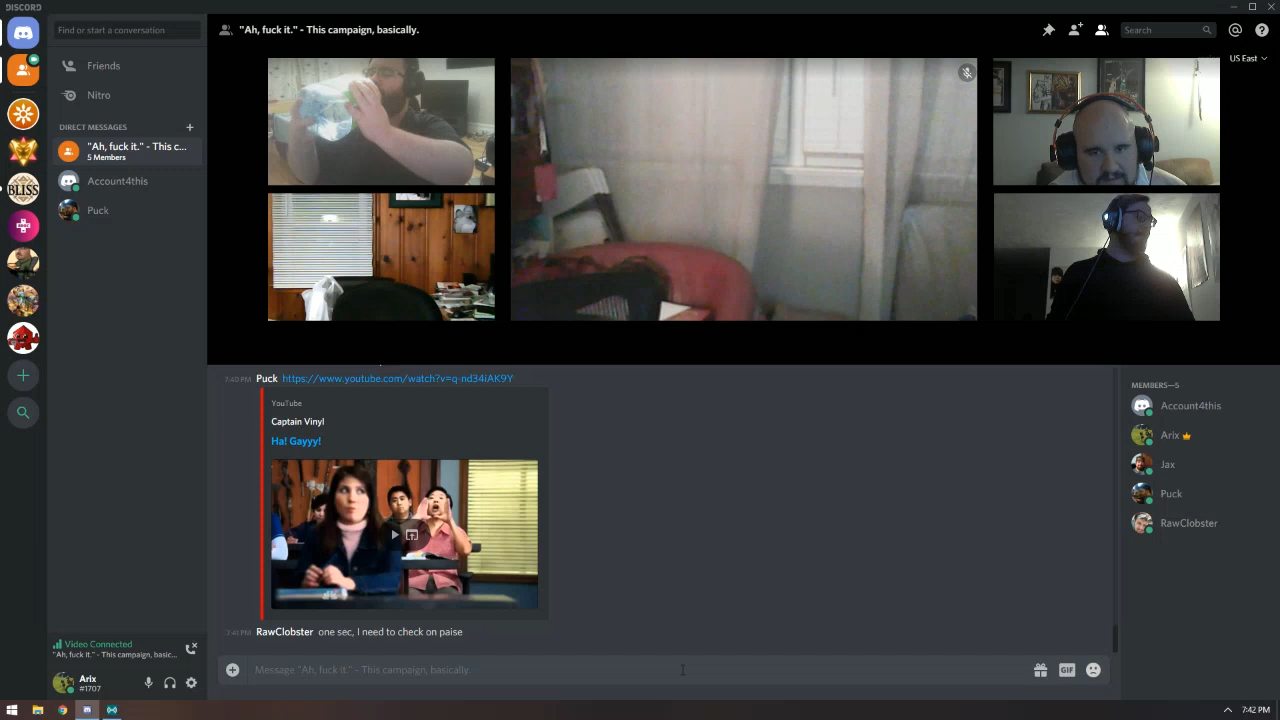 DISCORD
Find or start a conversation
Friends
Nitro
DIRECT MESSAGES
"Ah, fuck it." - This c...
5 Members
Account4this
Puck
BLISS
Video Connected
"Ah, fuck it." - This campaign, basic...
Arix
#1707
"Ah, fuck it." - This campaign, basically.
Search
US East
7:40 PM Puck https://www.youtube.com/watch?v=q-nd34iAK9Y
YouTube
Captain Vinyl
Ha! Gayyy!
7:41 PM RawClobster one sec, I need to check on paise
Message "Ah, fuck it." - This campaign, basically.
GIF
MEMBERS—5
Account4this
Arix
Jax
Puck
RawClobster
7:42 PM